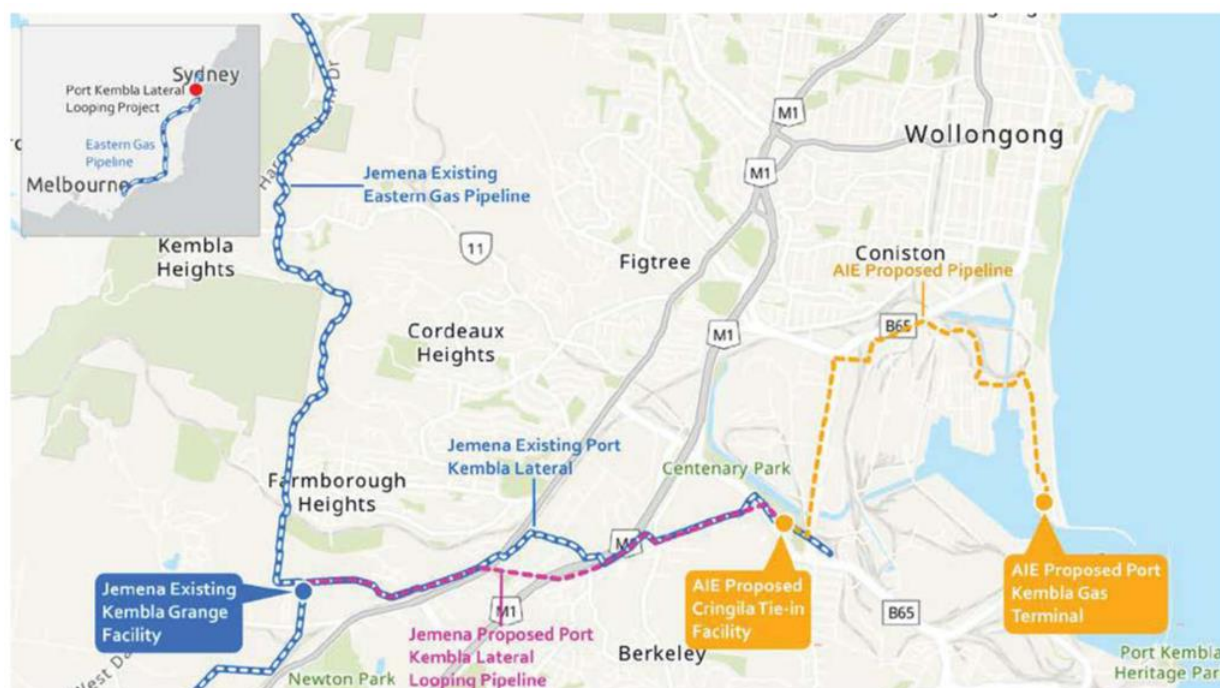 Sydney
Port Kembla Lateral
Looping Project
Eastern Gas
Pipeline
Melbourne
Kembla
Heights
Jemena Existing
Eastern Gas Pipeline
11
M1
M1
Wollongong
Figtree
Coniston
AIE Proposed Pipeline
B65
M1
Cordeaux
Heights
Jemena Existing Port
Kembla Lateral
Centenary Park
Farmborough
Heights
Jemena Existing
Kembla Grange
Facility
M1
AIE Proposed
Cringila Tie-in
Facility
AIE Proposed Port
Kembla Gas
Terminal
B65
Jemena Proposed Port
Kembla Lateral
Looping Pipeline
Berkeley
Newton Park
Port Kembla
Heritage Park